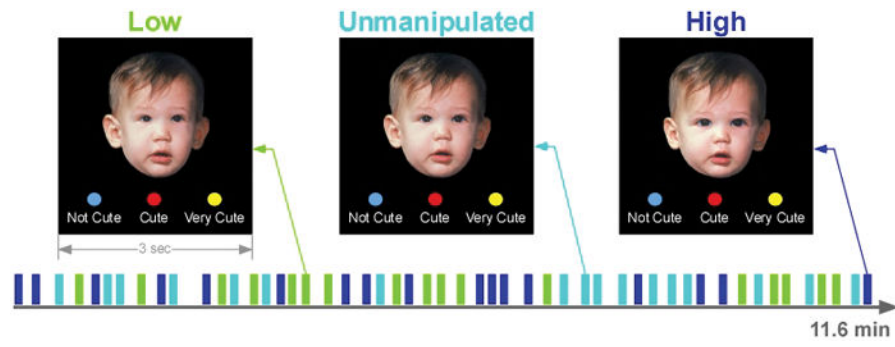 Low Unmanipulated High
Not Cute Cute Very Cute Not Cute Cute Very Cute Not Cute Cute Very Cute
3 sec
11.6 min